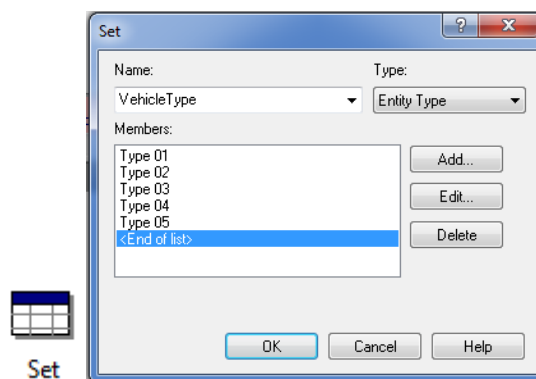 Set
Name:
Type:
VehicleType
Entity Type
Members:
Type 01
Type 02
Type 03
Type 04
Type 05
<End of list>
Add...
Edit...
Delete
OK
Cancel
Help
Set